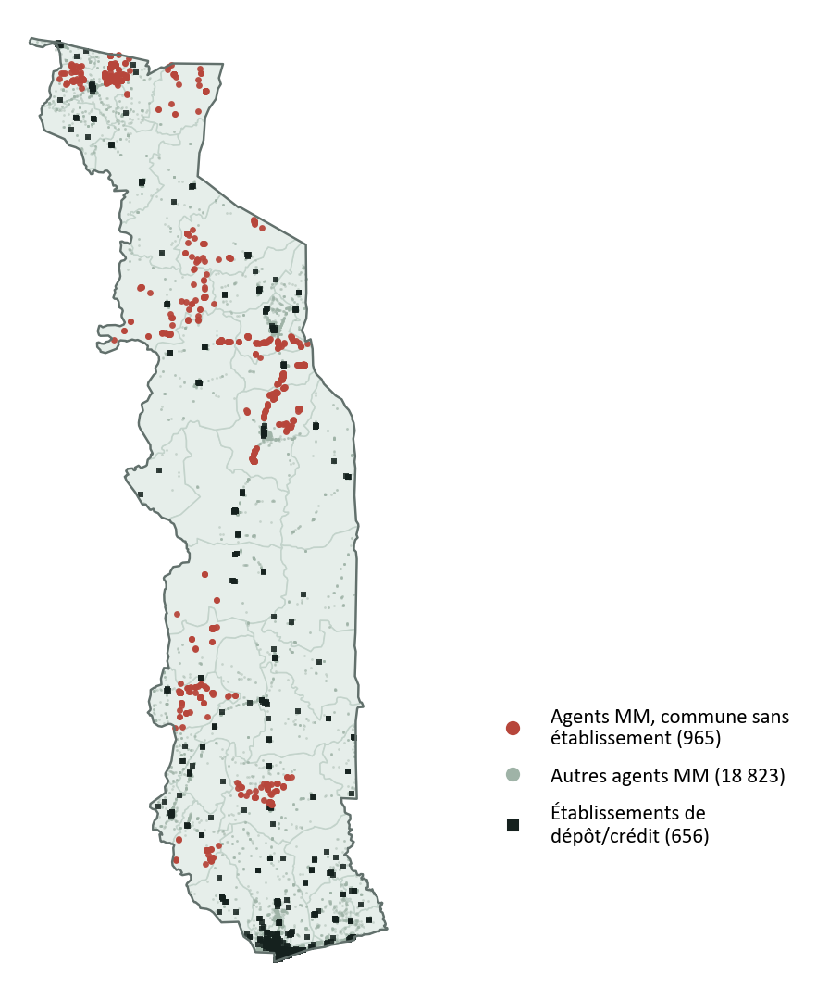 Agents MM, commune sans
établissement (965)
Autres agents MM (18 823)
Établissements de
dépôt/crédit (656)